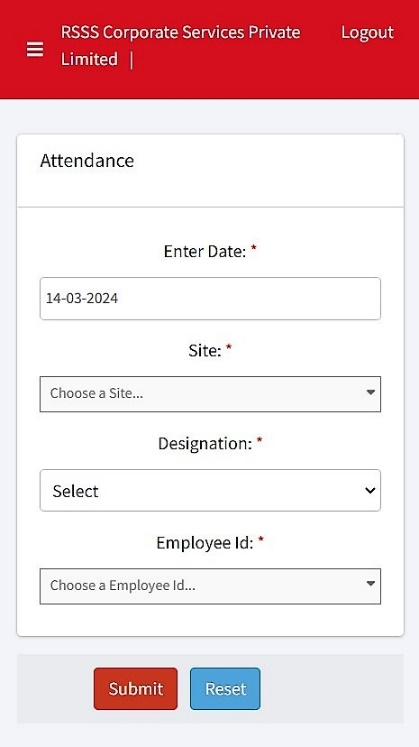 RSSS Corporate Services Private
Limited |
Logout
Attendance
Enter Date: *
14-03-2024
Site: *
Choose a Site...
Designation: *
Select
Employee Id: *
Choose a Employee Id...
Submit
Reset